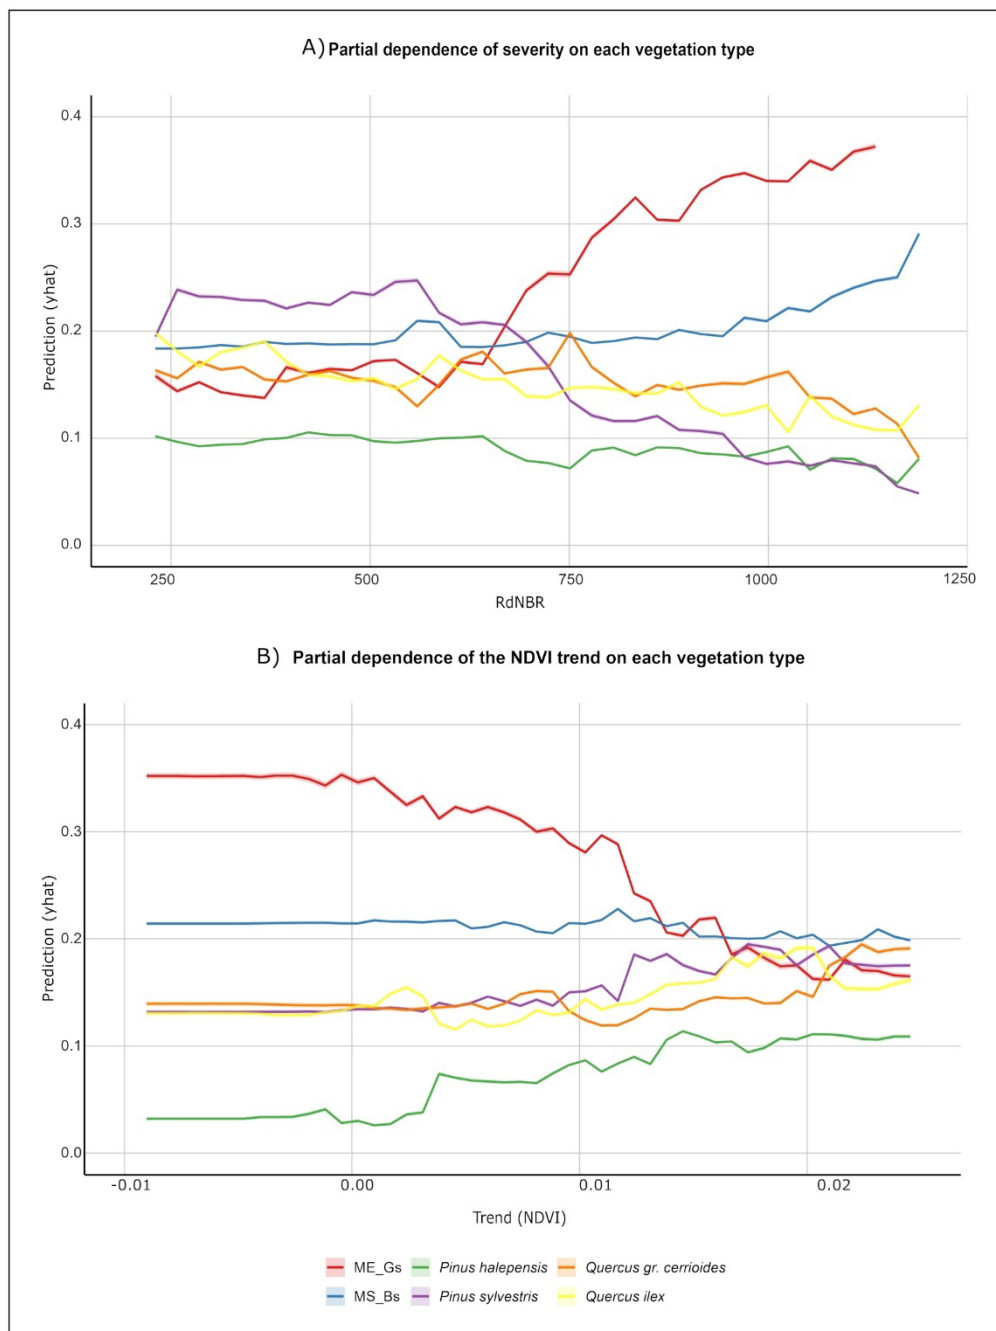 A) Partial dependence of severity on each vegetation type
0.4
0.3
0.2
0.1
0.0
Prediction (yhat)
250 500 750 1000 1250
RdNBR
B) Partial dependence of the NDVI trend on each vegetation type
0.4
0.3
0.2
0.1
0.0
Prediction (yhat)
-0.01 0.00 0.01 0.02
Trend (NDVI)
ME_Gs Pinus halepensis Quercus gr. cerrioides
MS_Bs Pinus sylvestris Quercus ilex